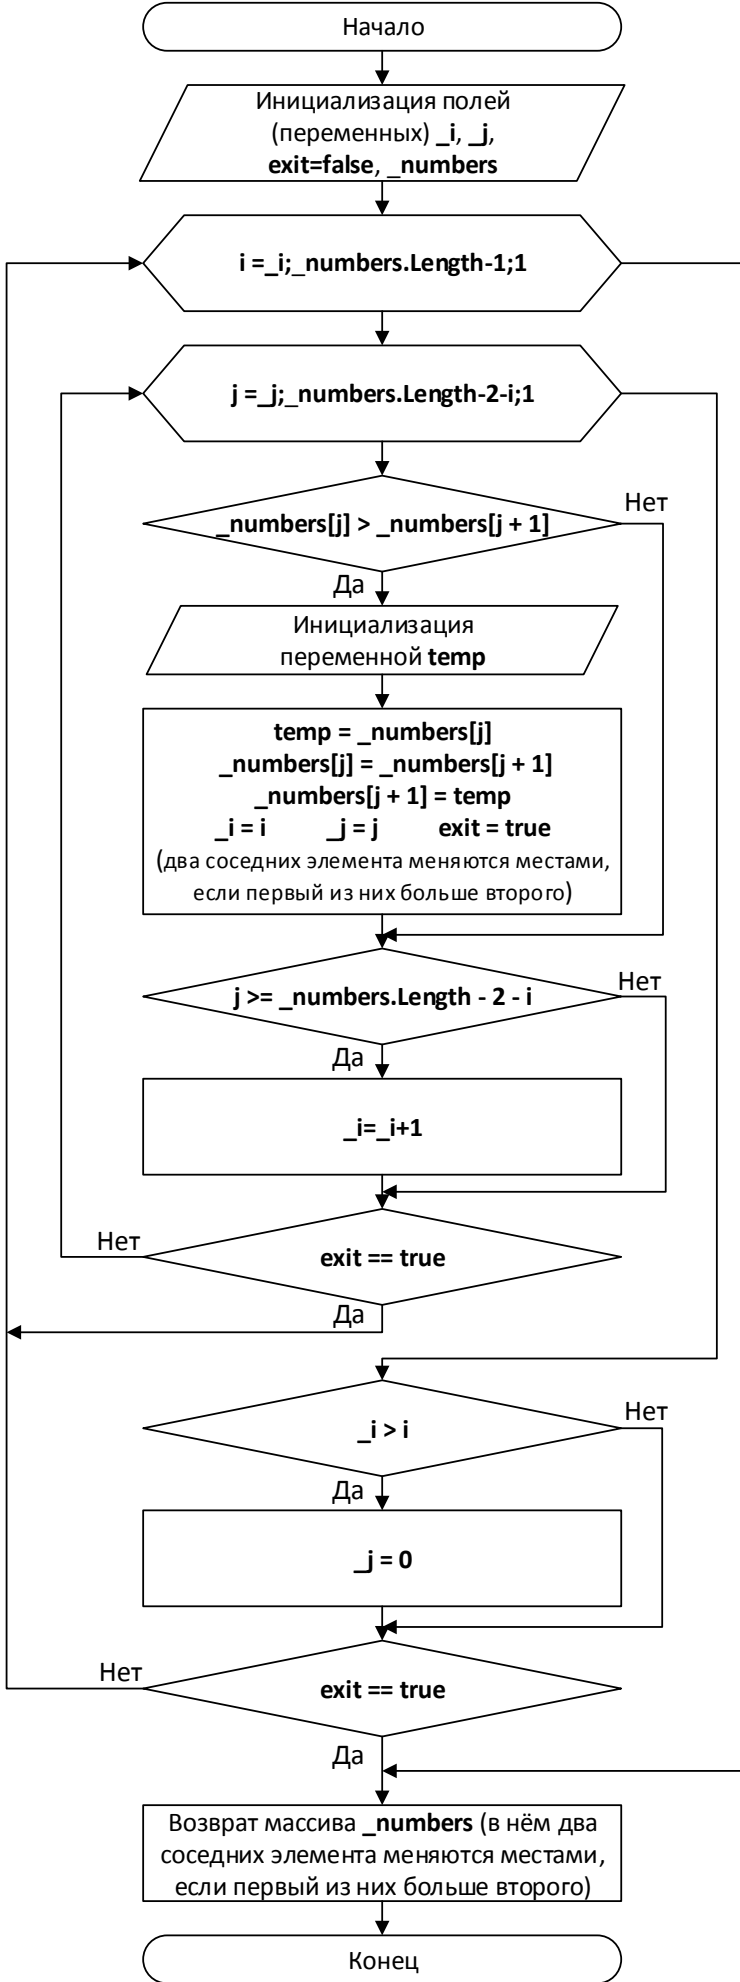 Начало
Инициализация полей
(переменных) _i, _j,
exit=false, _numbers
i =_i;_numbers.Length-1;1
j =_j;_numbers.Length-2-i;1
_numbers[j] > _numbers[j + 1]
Нет
Да
Инициализация
переменной temp
temp = _numbers[j]
_numbers[j] = _numbers[j + 1]
_numbers[j + 1] = temp
_i = i _j = j exit = true
(два соседних элемента меняются местами,
если первый из них больше второго)
j >= _numbers.Length - 2 - i
Нет
Да
_i=_i+1
Нет
exit == true
Да
_i > i
Нет
Да
_j = 0
Нет
exit == true
Да
Возврат массива _numbers (в нём два
соседних элемента меняются местами,
если первый из них больше второго)
Конец